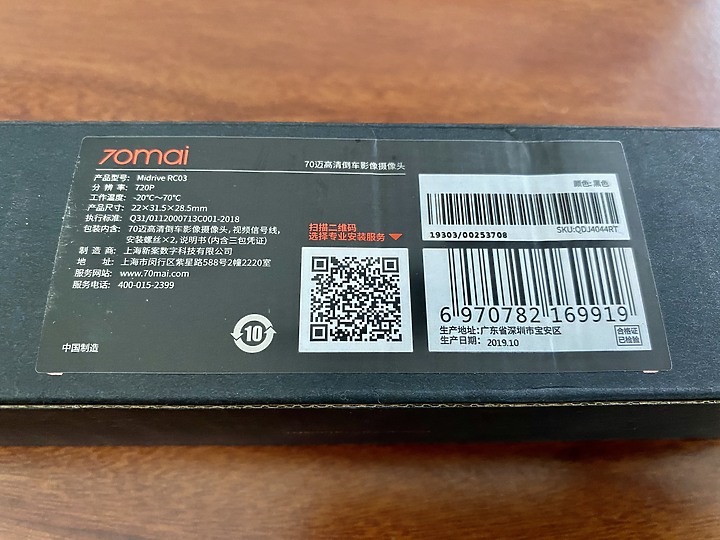 70mai
70迈高清倒车影像摄像头
产品型号: Midrive RC03
分 辨 率: 720P
工作温度: -20℃~70℃
产品尺寸: 22×31.5×28.5mm
执行标准: Q31/0112000713C001-2018
包装内含: 70迈高清倒车影像摄像头, 视频信号线,
安装螺丝×2, 说明书(内含三包凭证)
制 造 商: 上海新案数字科技有限公司
地 址: 上海市闵行区紫星路588号2幢2220室
服务网站: www.70mai.com
服务电话: 400-015-2399
中国制造
10
扫描二维码
选择专业安装服务
颜色: 黑色
19303/00253708
SKU:QDJ4044RT
6 970782 169919
生产地址: 广东省深圳市宝安区
生产日期: 2019.10
合格证
已检验